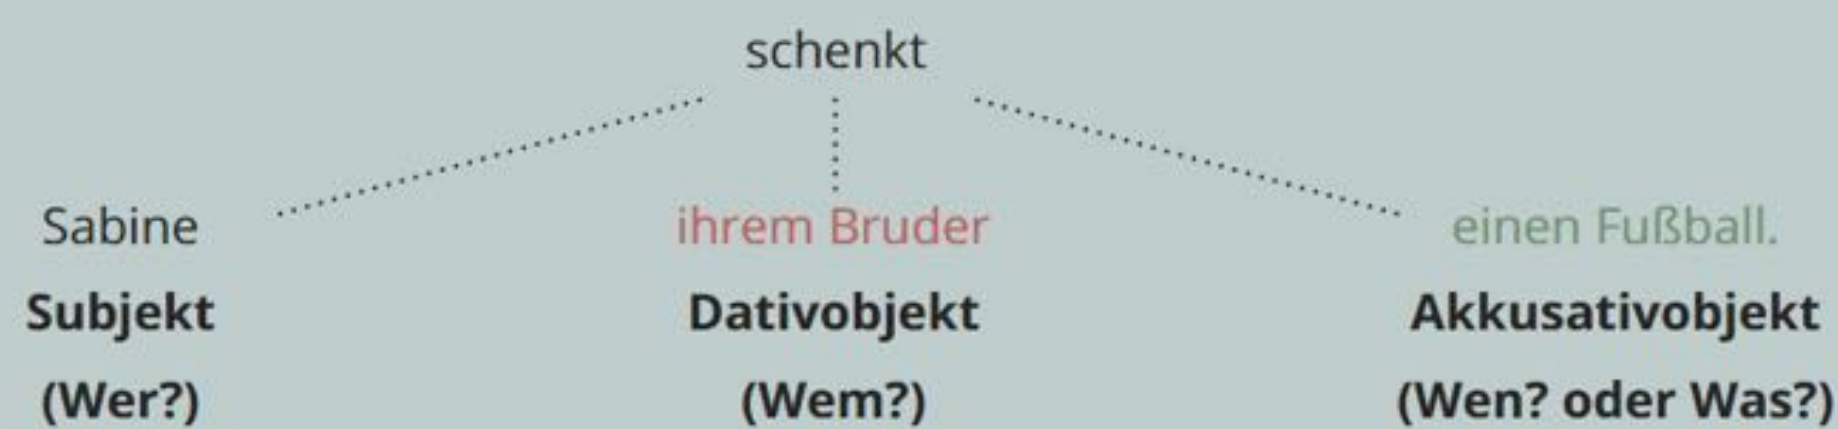 schenkt
Sabine ihrem Bruder einen Fußball.
Subjekt Dativobjekt Akkusativobjekt
(Wer?) (Wem?) (Wen? oder Was?)